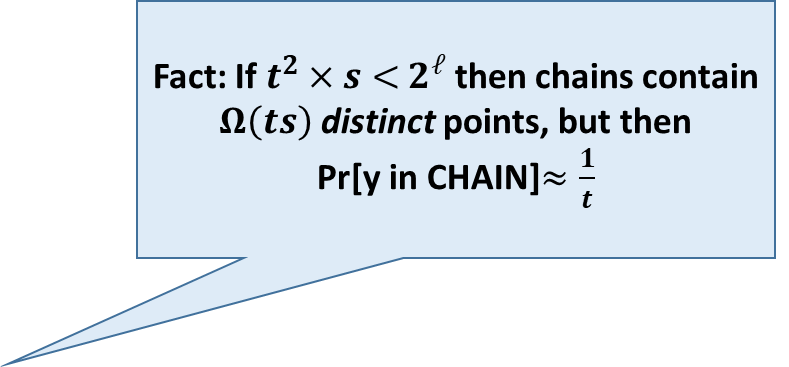 Fact: If t² × s < 2^ℓ then chains contain
Ω(ts) distinct points, but then
Pr[y in CHAIN]≈ 1/t